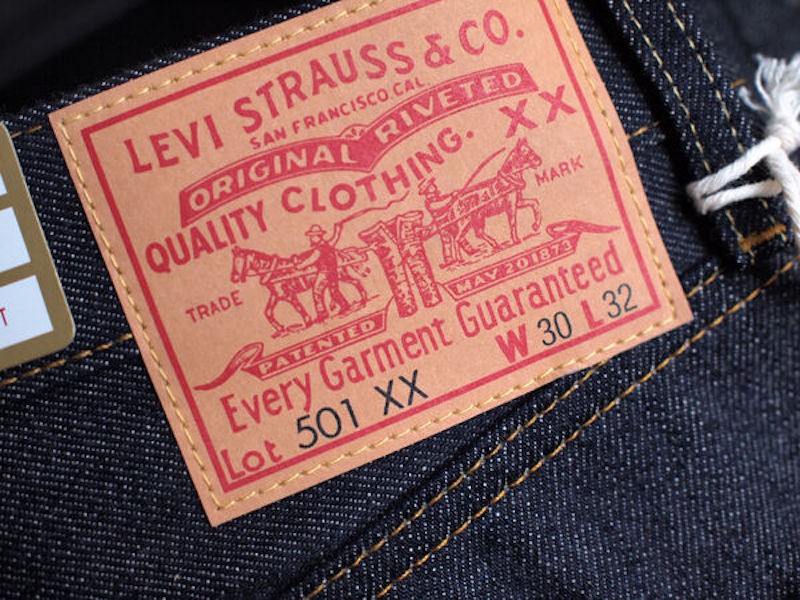 LEVI STRAUSS & CO.
SAN FRANCISCO.CAL
ORIGINAL RIVETED
QUALITY CLOTHING. XX
TRADE MARK
PATENTED MAY 20 1873
Every Garment Guaranteed
W 30 L 32
Lot 501 XX
T